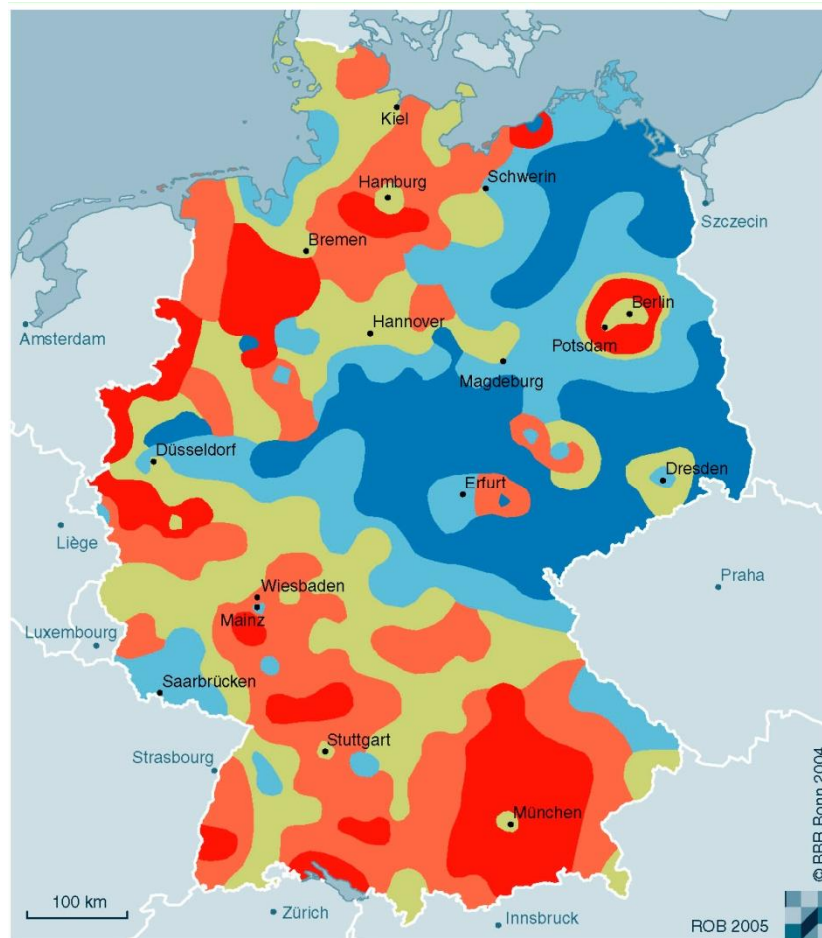 Kiel
Hamburg
Schwerin
Szczecin
Bremen
Berlin
Amsterdam
Hannover
Potsdam
Magdeburg
Düsseldorf
Dresden
Erfurt
Liège
Praha
Wiesbaden
Mainz
Luxembourg
Saarbrücken
Stuttgart
Strasbourg
München
© BBR Bonn 2004
100 km
Zürich
Innsbruck
ROB 2005